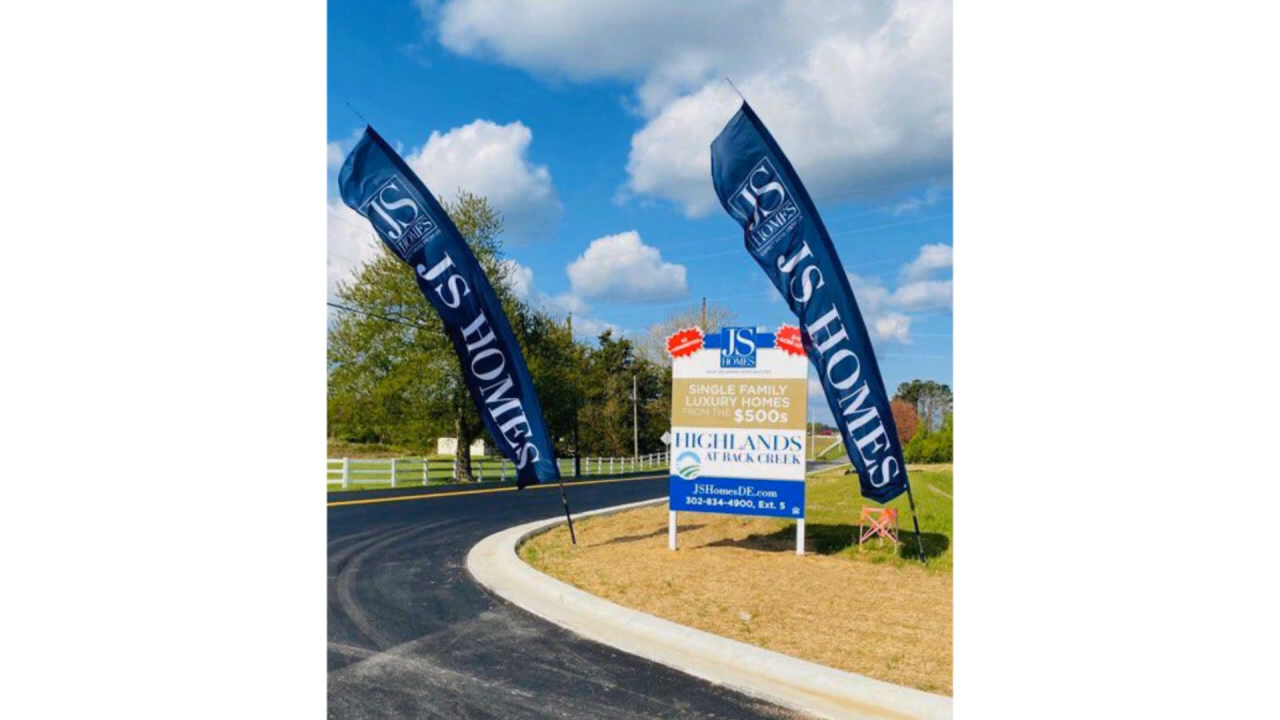 JS
HOMES
JS HOMES
JS
HOMES
JS HOMES
JS
HOMES
SINGLE FAMILY
LUXURY HOMES
FROM THE $500s
HIGHLANDS
AT BACK CREEK
JSHomesDE.com
302-834-4900, Ext. 5